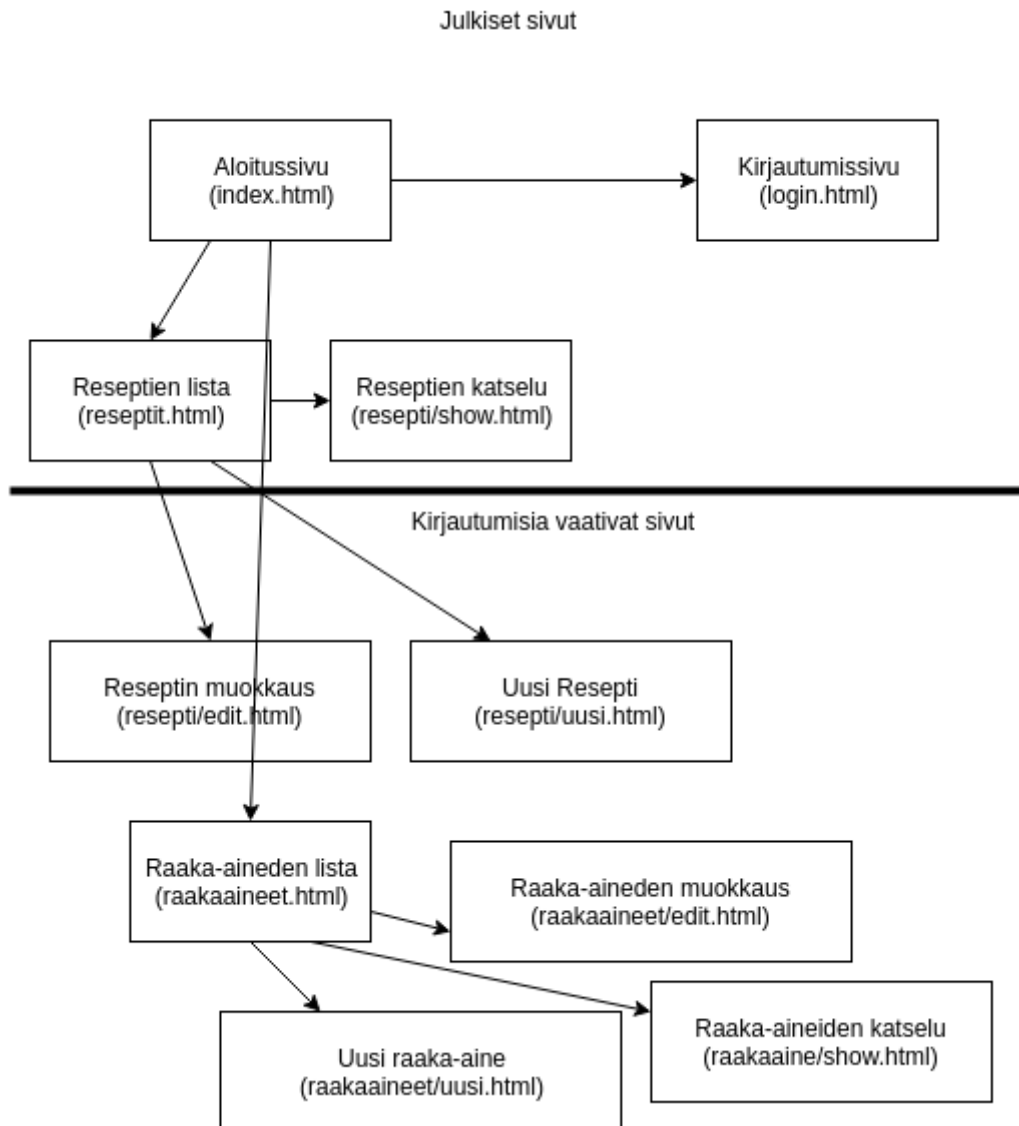 Julkiset sivut
Aloitussivu
(index.html)
Kirjautumissivu
(login.html)
Reseptien lista
(reseptit.html)
Reseptien katselu
(resepti/show.html)
Kirjautumisia vaativat sivut
Reseptin muokkaus
(resepti/edit.html)
Uusi Resepti
(resepti/uusi.html)
Raaka-aineden lista
(raakaaineet.html)
Raaka-aineden muokkaus
(raakaaineet/edit.html)
Raaka-aineiden katselu
(raakaaine/show.html)
Uusi raaka-aine
(raakaaineet/uusi.html)